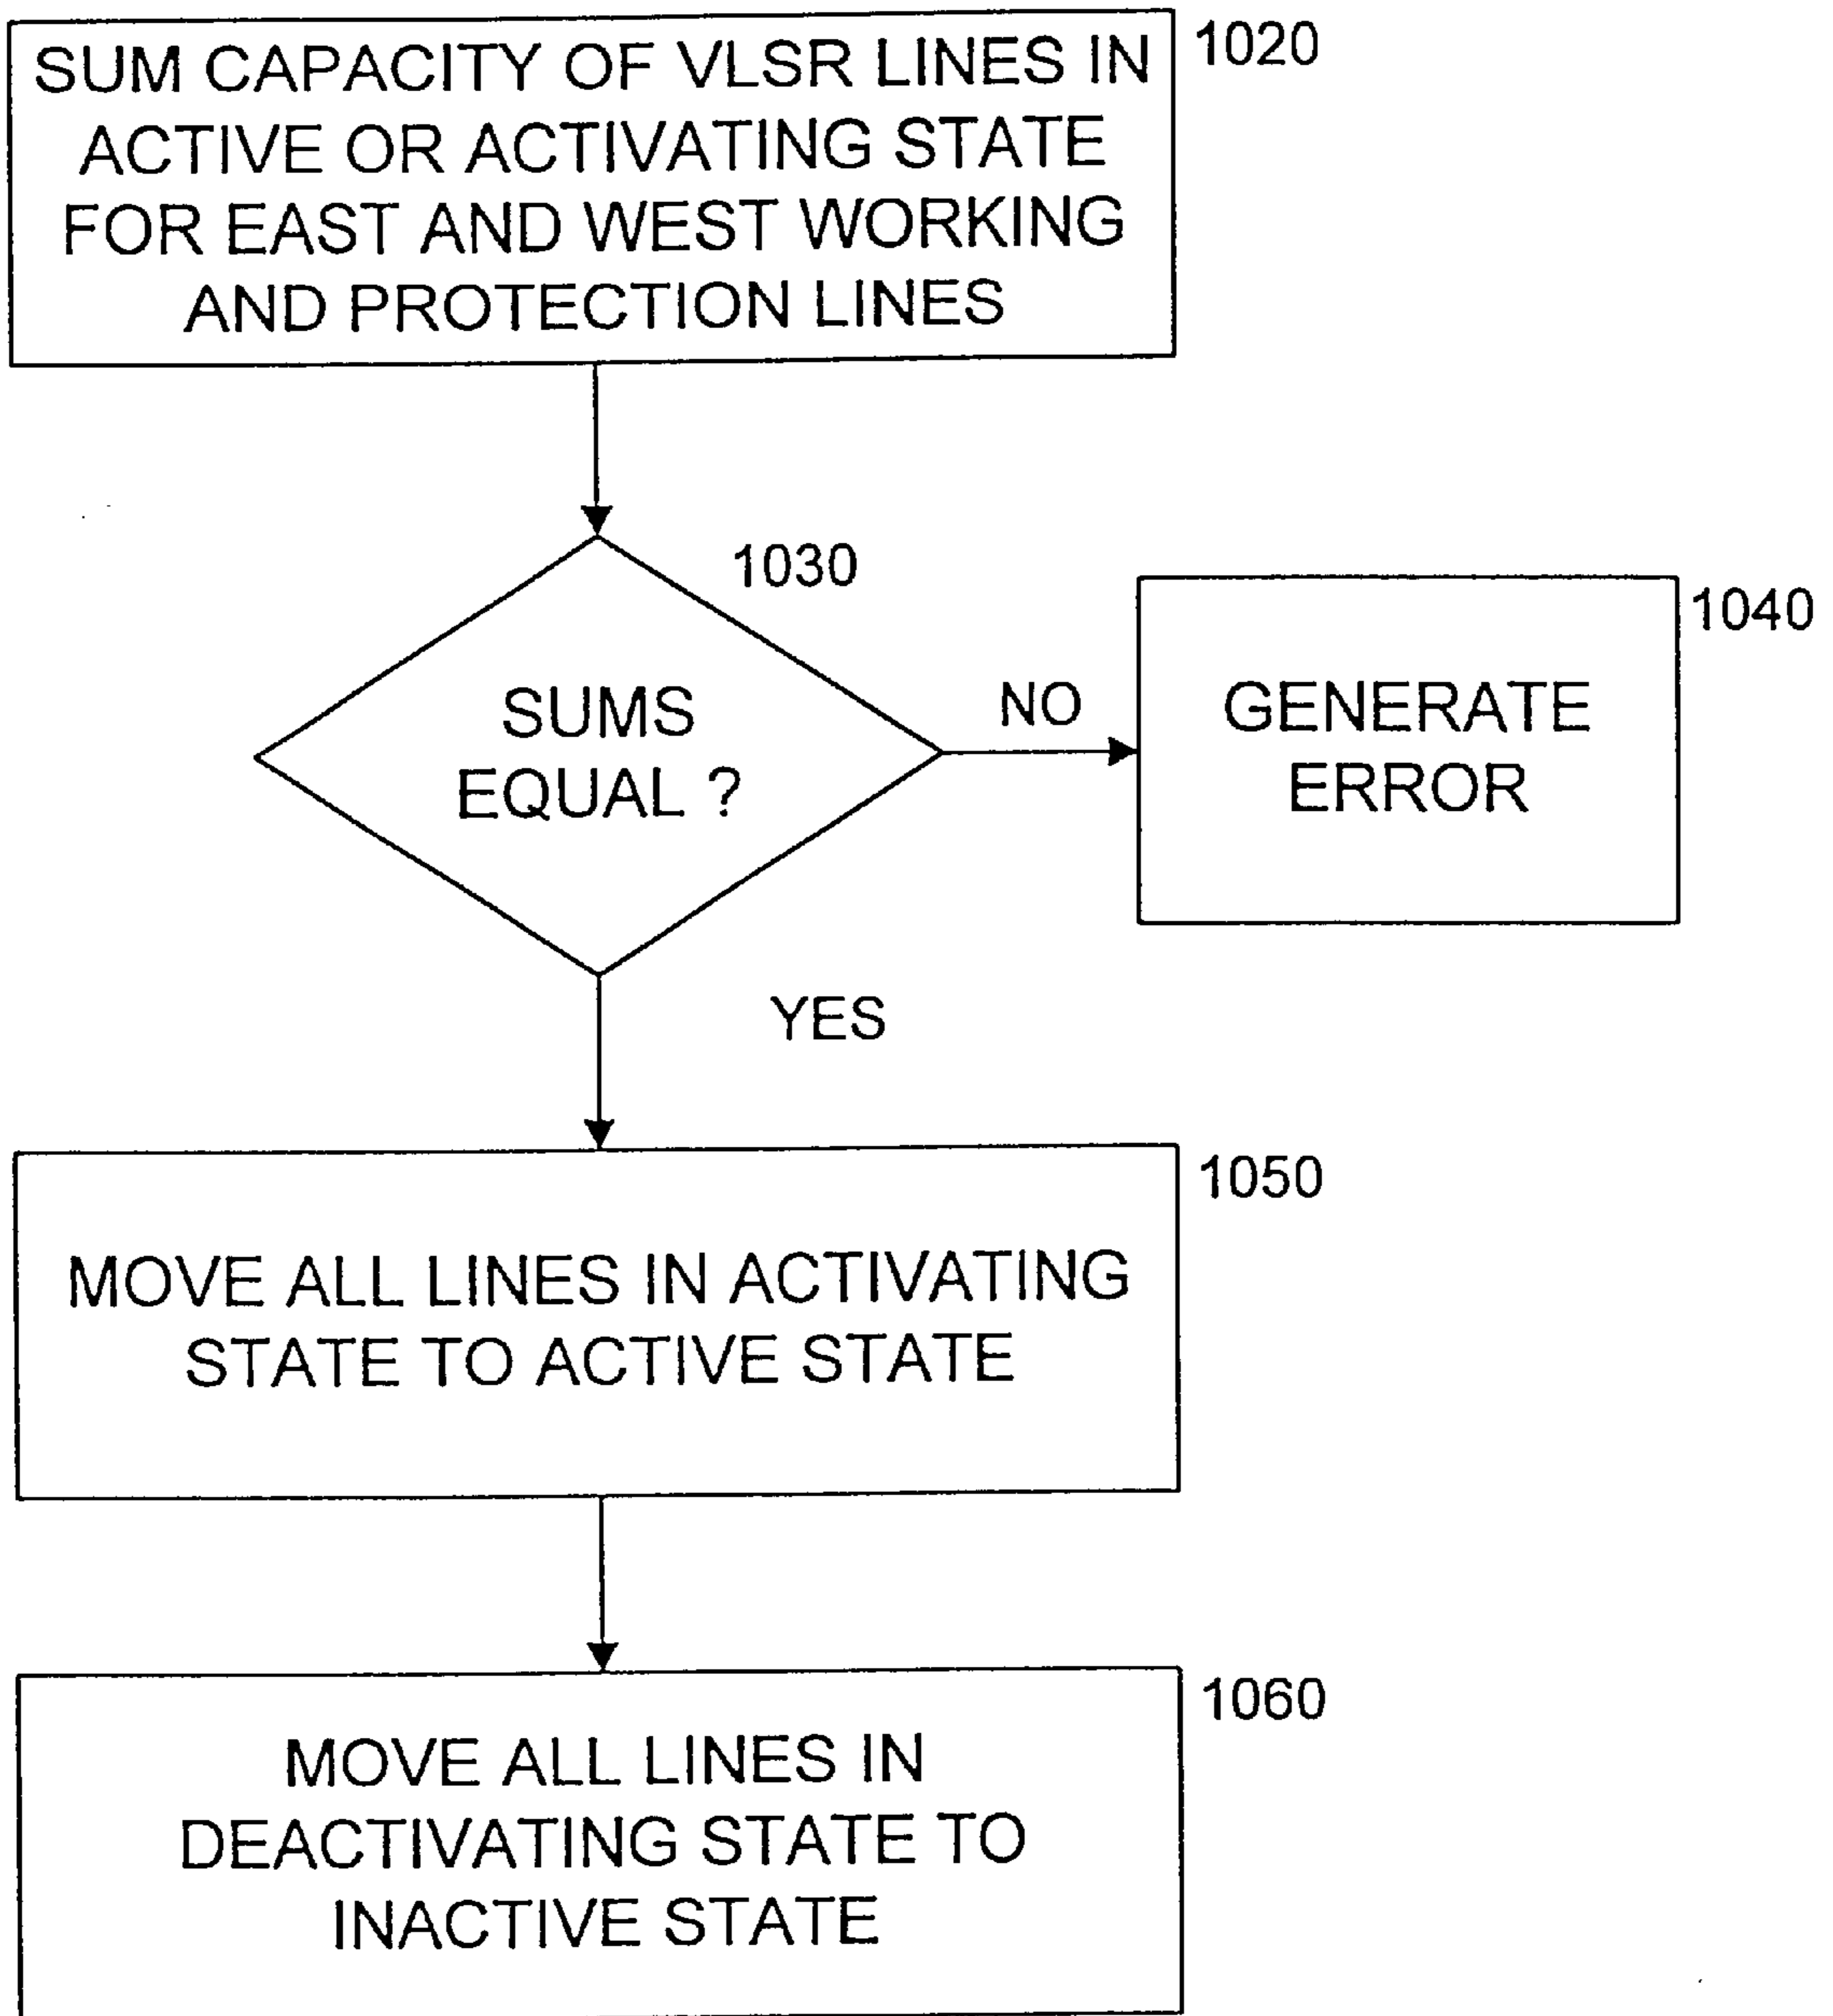 SUM CAPACITY OF VLSR LINES IN
ACTIVE OR ACTIVATING STATE
FOR EAST AND WEST WORKING
AND PROTECTION LINES
1020
1030
SUMS
EQUAL ?
NO
1040
GENERATE
ERROR
YES
1050
MOVE ALL LINES IN ACTIVATING
STATE TO ACTIVE STATE
1060
MOVE ALL LINES IN
DEACTIVATING STATE TO
INACTIVE STATE